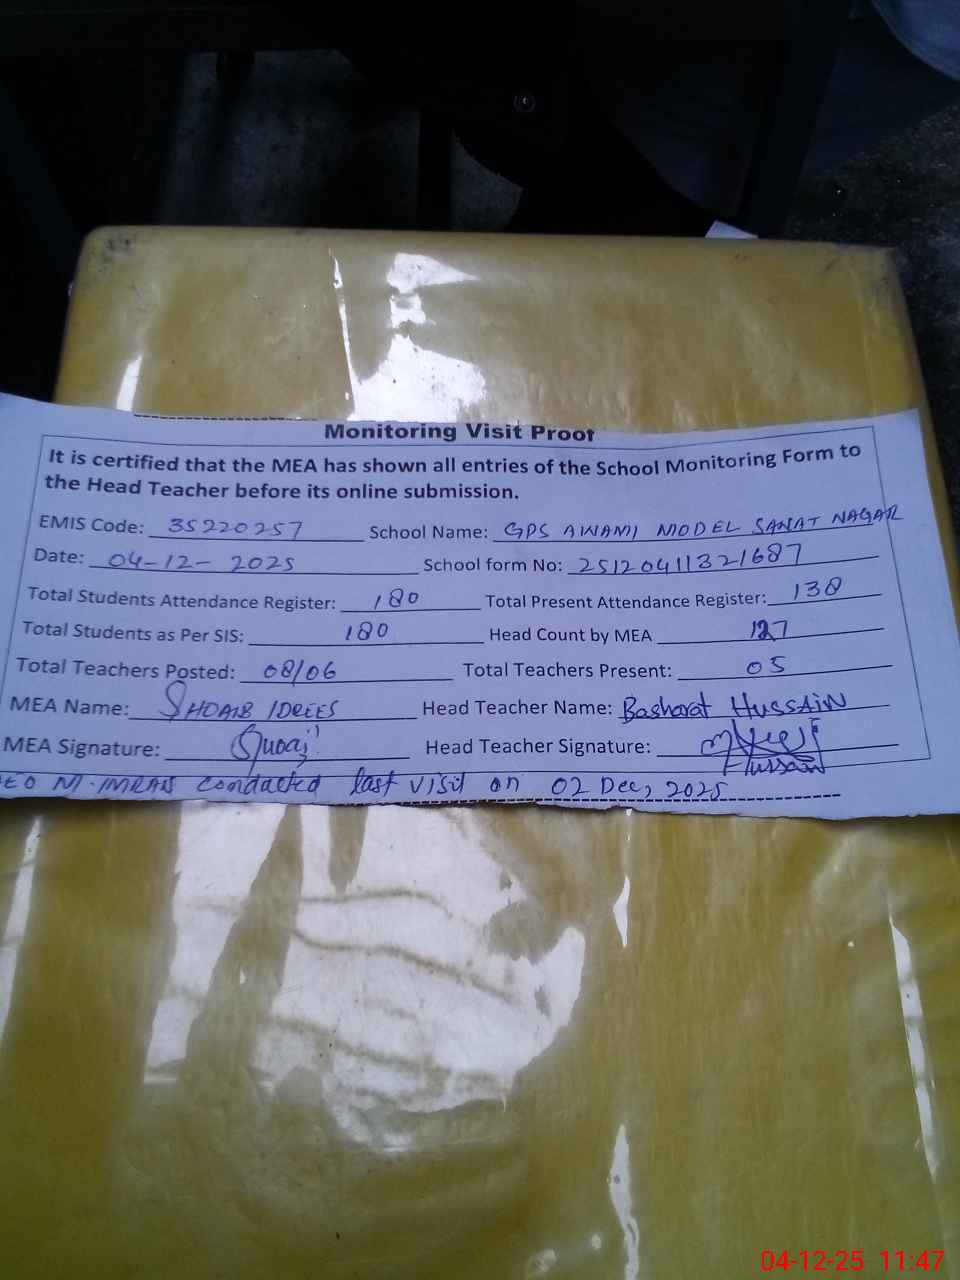 Monitoring Visit Proof
It is certified that the MEA has shown all entries of the School Monitoring Form to
the Head Teacher before its online submission.
EMIS Code: 35220257 School Name: GPS AWAMI MODEL SANAT NAGAR
Date: 04-12-2025 School form No: 2512041132 1687
Total Students Attendance Register: 180 Total Present Attendance Register: 138
Total Students as Per SIS: 180 Head Count by MEA 127
Total Teachers Posted: 08/06 Total Teachers Present: 05
MEA Name: SHOAIB IDREES Head Teacher Name: Basharat HUSSAIN
MEA Signature: Head Teacher Signature:
Hussain
EO M.IMRAN conducted last visit on 02 Dec, 2025
04-12-25 11:47